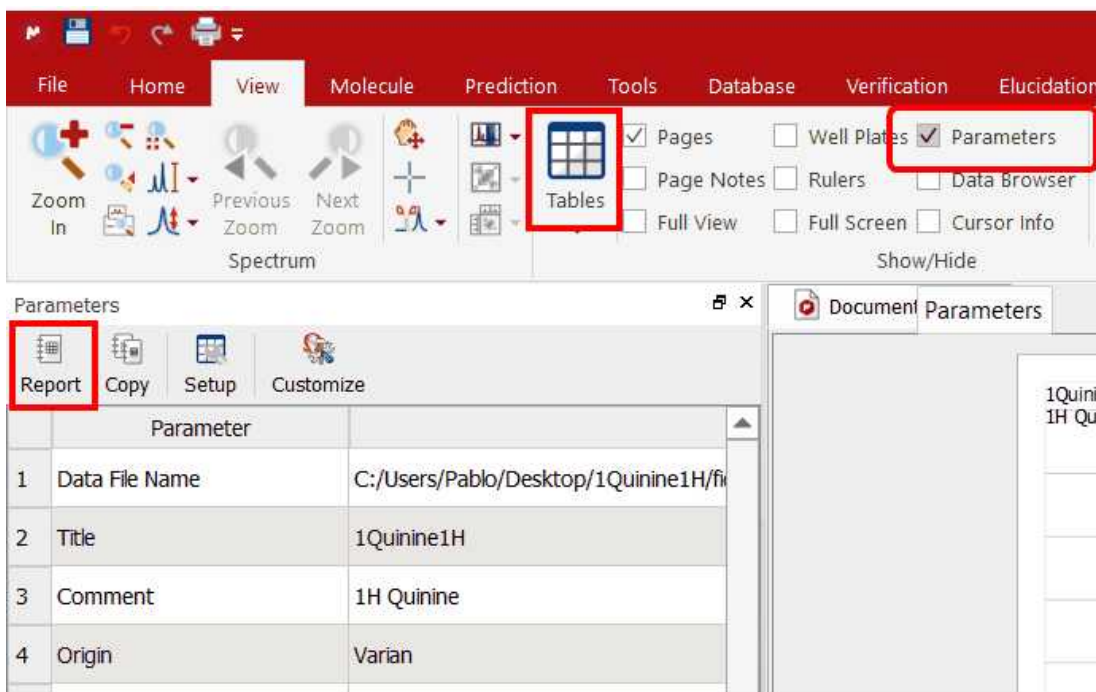 File Home View Molecule Prediction Tools Database Verification Elucidation
Pages Well Plates Parameters
Zoom In Previous Zoom Next Zoom Tables Page Notes Rulers Data Browser
Full View Full Screen Cursor Info
Spectrum Show/Hide
Parameters Document Parameters
Report Copy Setup Customize
Parameter
1 Data File Name C:/Users/Pablo/Desktop/1Quinine1H/fi
2 Title 1Quinine1H
3 Comment 1H Quinine
4 Origin Varian
1Quini
1H Qu